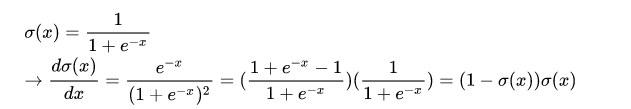 σ(x) = 1 / (1 + e^{-x})
→ dσ(x)/dx = e^{-x} / (1 + e^{-x})^2 = ((1 + e^{-x} − 1) / (1 + e^{-x}))(1 / (1 + e^{-x})) = (1 − σ(x))σ(x)